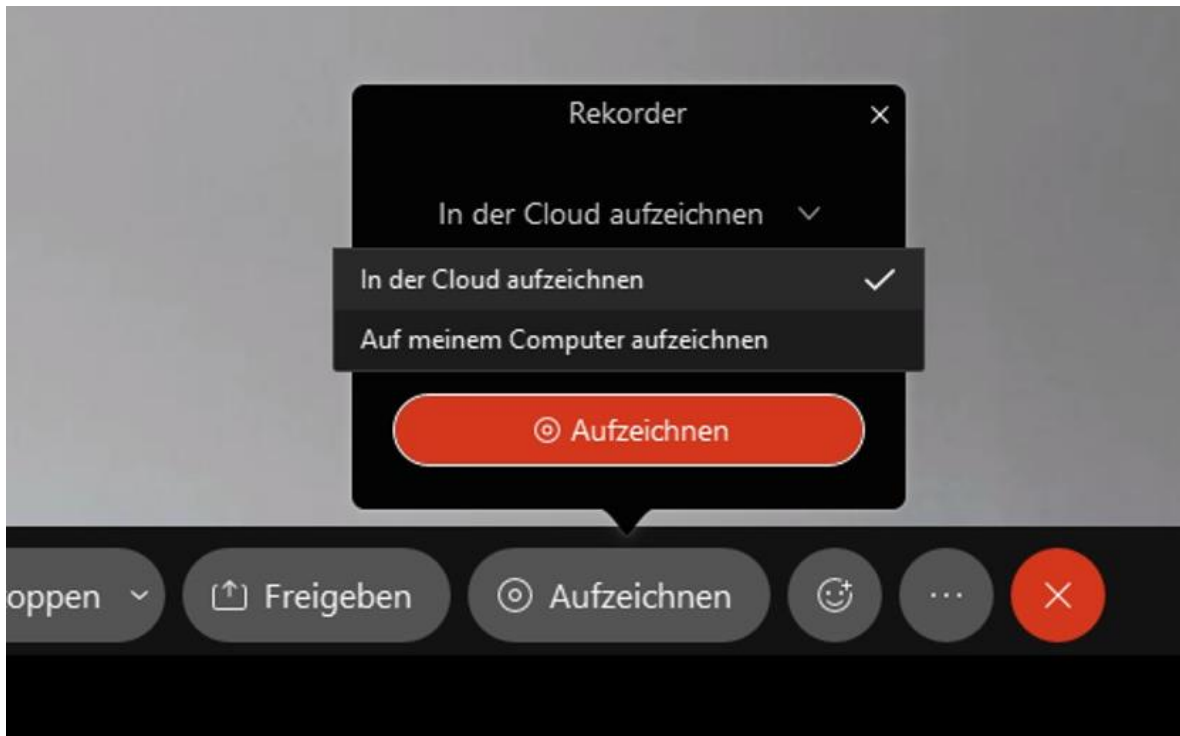 Rekorder
In der Cloud aufzeichnen
In der Cloud aufzeichnen
Auf meinem Computer aufzeichnen
Aufzeichnen
oppen Freigeben Aufzeichnen